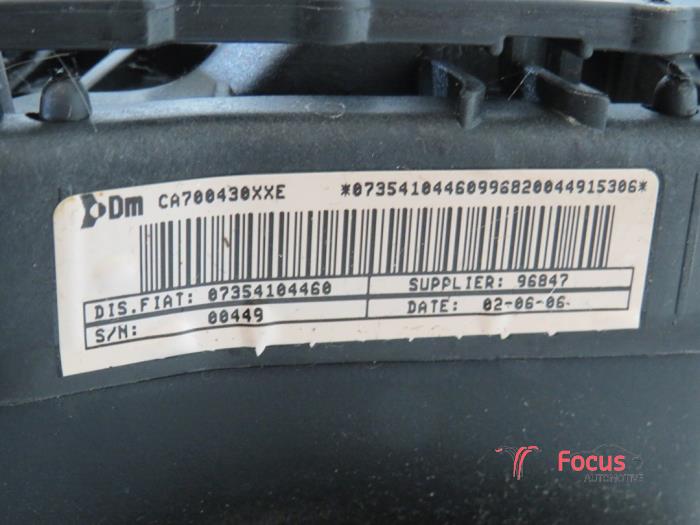 Dm CA700430XXE *07354104460996820044915306*
DIS.FIAT: 07354104460 SUPPLIER: 96847
S/N: 00449 DATE: 02-06-06
Focus
AUTOMOTIVE